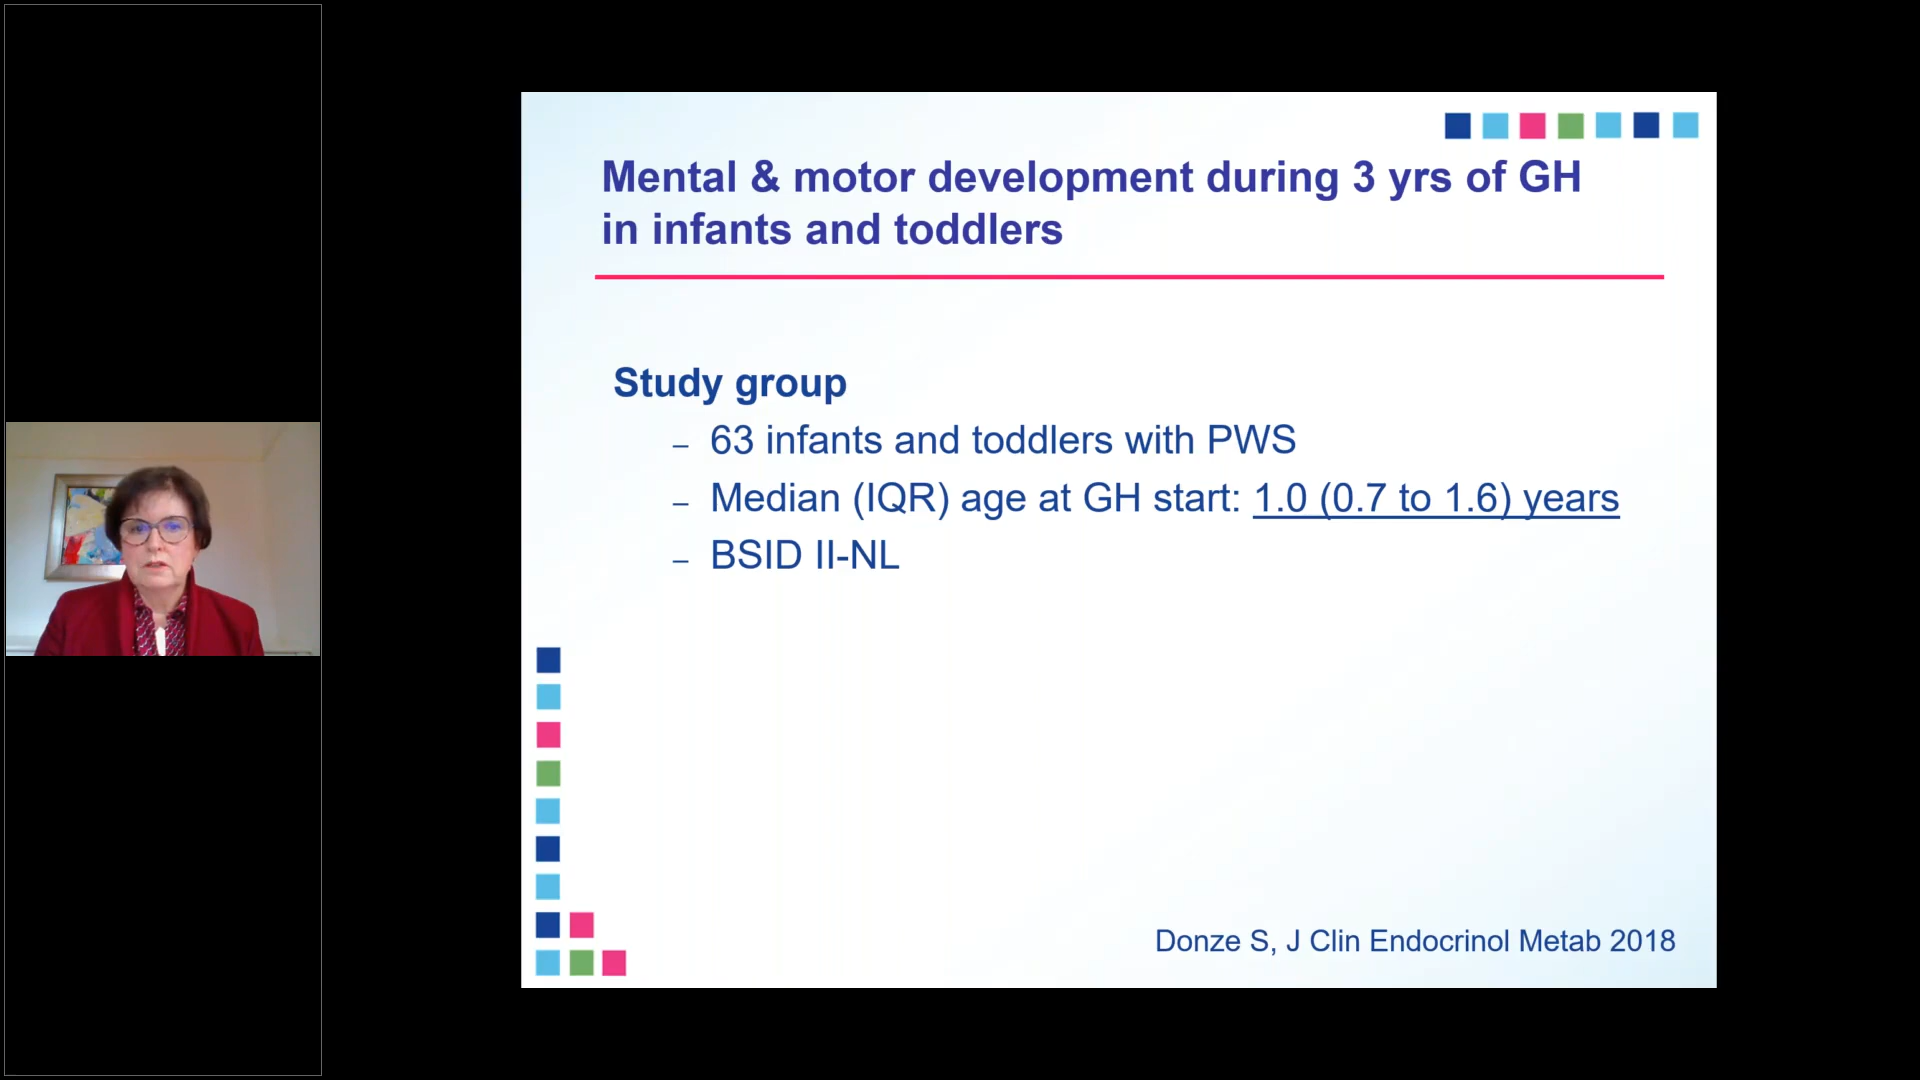 Mental & motor development during 3 yrs of GH
in infants and toddlers
Study group
– 63 infants and toddlers with PWS
– Median (IQR) age at GH start: 1.0 (0.7 to 1.6) years
– BSID II-NL
Donze S, J Clin Endocrinol Metab 2018